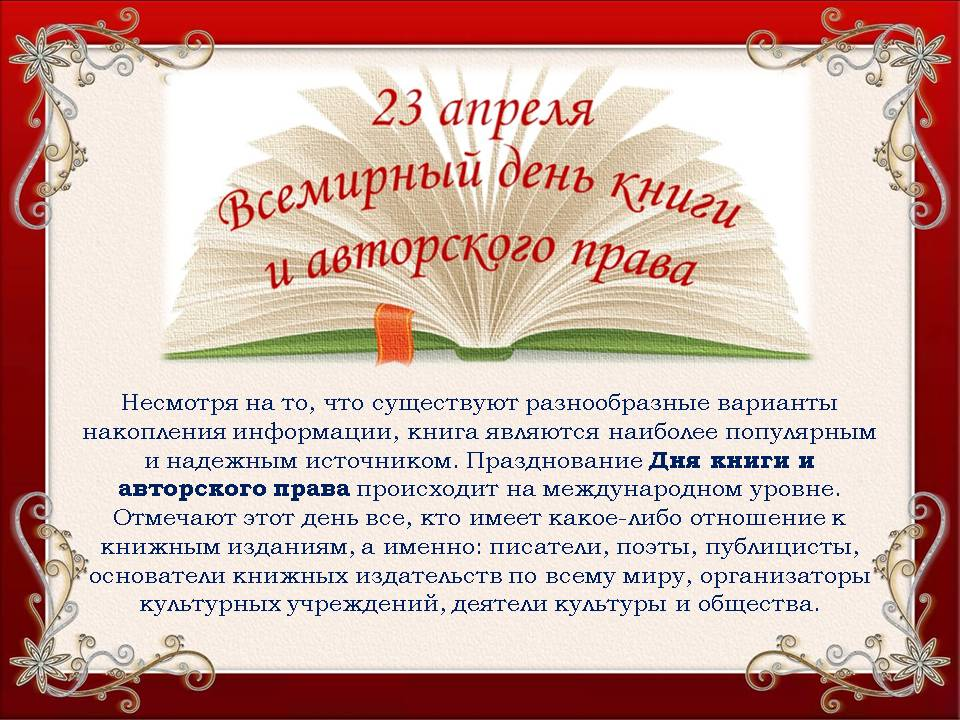 23 апреля
Всемирный день книги
и авторского права
Несмотря на то, что существуют разнообразные варианты
накопления информации, книга являются наиболее популярным
и надежным источником. Празднование Дня книги и
авторского права происходит на международном уровне.
Отмечают этот день все, кто имеет какое-либо отношение к
книжным изданиям, а именно: писатели, поэты, публицисты,
основатели книжных издательств по всему миру, организаторы
культурных учреждений, деятели культуры и общества.